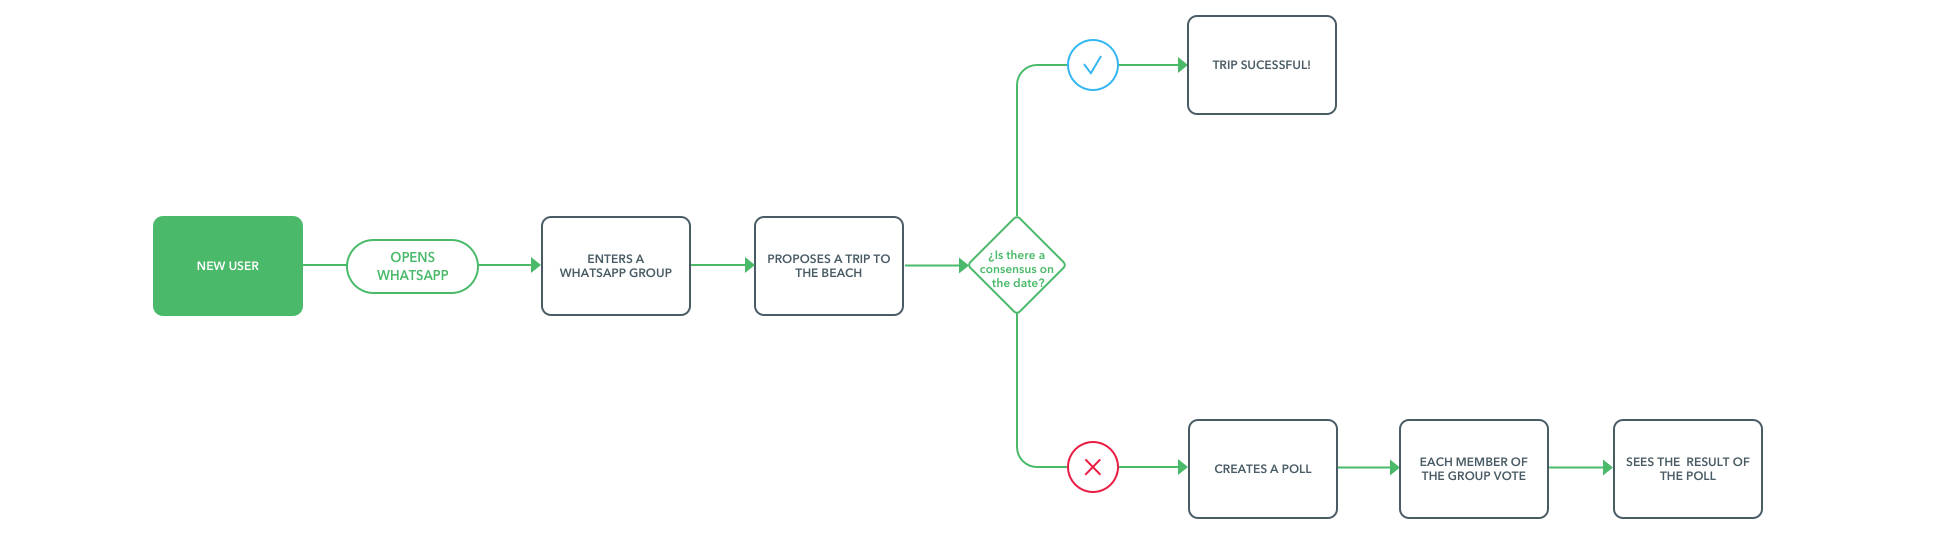 TRIP SUCESSFUL!
NEW USER
OPENS
WHATSAPP
ENTERS A
WHATSAPP GROUP
PROPOSES A TRIP TO
THE BEACH
¿Is there a
consensus on
the date?
CREATES A POLL
EACH MEMBER OF
THE GROUP VOTE
SEES THE  RESULT OF
THE POLL